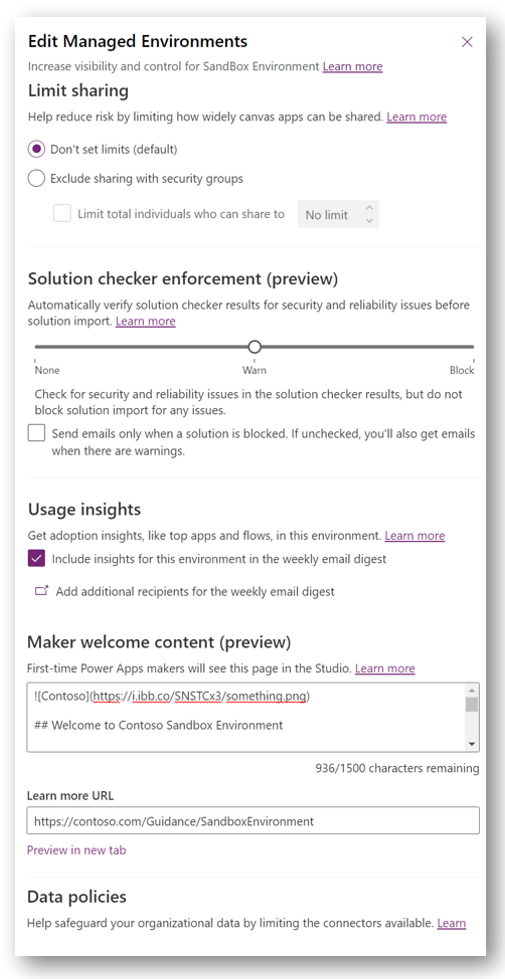 Edit Managed Environments
Increase visibility and control for SandBox Environment Learn more
Limit sharing
Help reduce risk by limiting how widely canvas apps can be shared. Learn more
Don't set limits (default)
Exclude sharing with security groups
Limit total individuals who can share to No limit
Solution checker enforcement (preview)
Automatically verify solution checker results for security and reliability issues before
solution import. Learn more
None Warn Block
Check for security and reliability issues in the solution checker results, but do not
block solution import for any issues.
Send emails only when a solution is blocked. If unchecked, you'll also get emails
when there are warnings.
Usage insights
Get adoption insights, like top apps and flows, in this environment. Learn more
Include insights for this environment in the weekly email digest
Add additional recipients for the weekly email digest
Maker welcome content (preview)
First-time Power Apps makers will see this page in the Studio. Learn more
![Contoso](https://i.ibb.co/SNSTCx3/something.png)
## Welcome to Contoso Sandbox Environment
936/1500 characters remaining
Learn more URL
https://contoso.com/Guidance/SandboxEnvironment
Preview in new tab
Data policies
Help safeguard your organizational data by limiting the connectors available. Learn